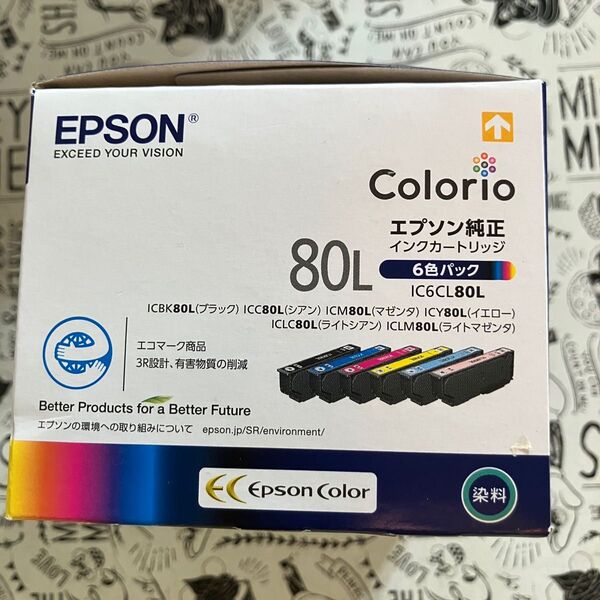 EPSON®
EXCEED YOUR VISION
Colorio
エプソン純正
インクカートリッジ
80L
6色パック
IC6CL80L
ICBK80L(ブラック) ICC80L(シアン) ICM80L(マゼンタ) ICY80L(イエロー)
ICLC80L(ライトシアン) ICLM80L(ライトマゼンタ)
エコマーク商品
3R設計、有害物質の削減
Better Products for a Better Future
エプソンの環境への取り組みについて epson.jp/SR/environment/
Epson Color
染料